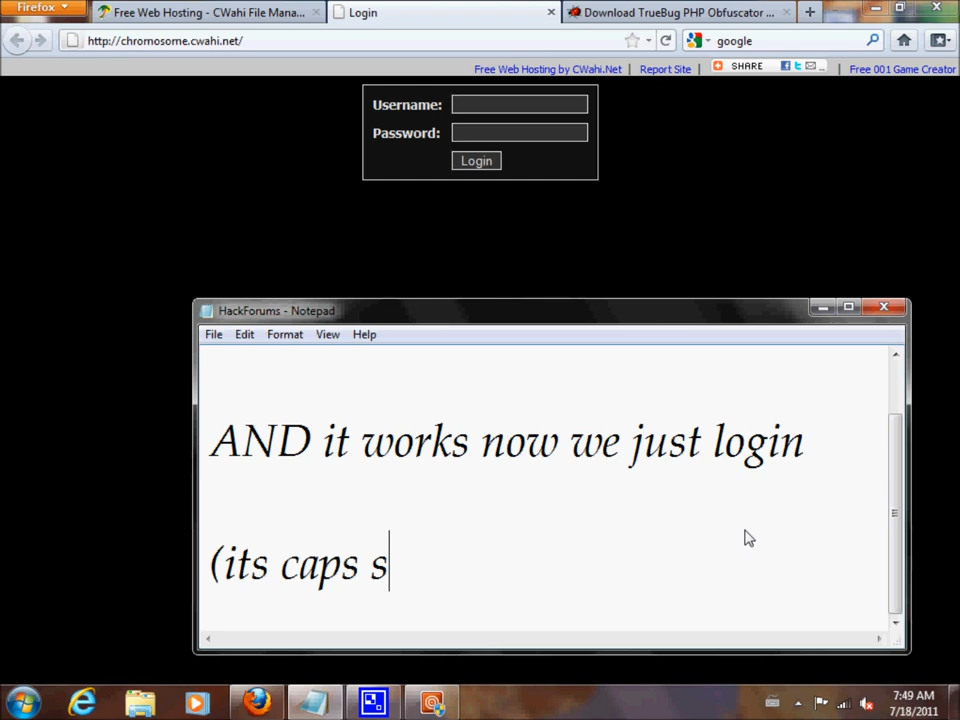 Firefox
Free Web Hosting - CWahi File Mana...
Login
Download TrueBug PHP Obfuscator ...
http://chromosome.cwahi.net/
google
Free Web Hosting by CWahi.Net | Report Site | SHARE | Free 001 Game Creator
Username:
Password:
Login
HackForums - Notepad
File Edit Format View Help
AND it works now we just login
(its caps s
7:49 AM
7/18/2011